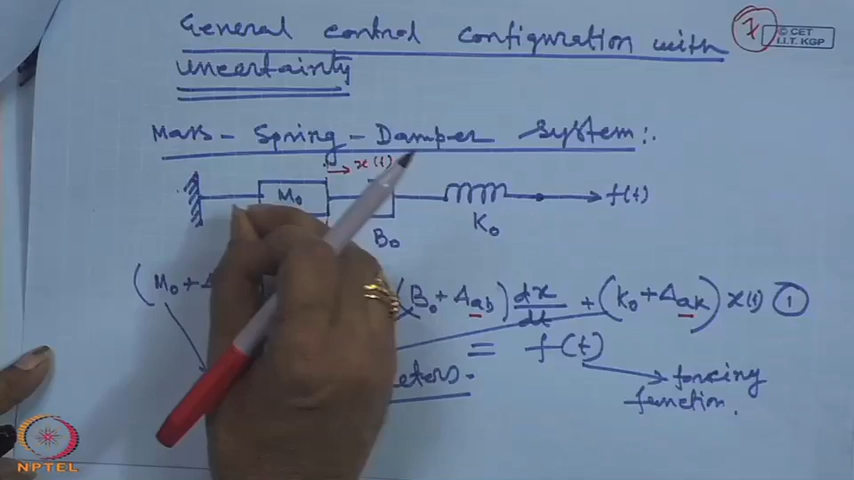 General control configuration with
7
© CET
I.I.T. KGP
uncertainty
Mass - Spring - Damper System:
x(t)
M₀
f(t)
B₀
K₀
(M₀ + Δ
(B₀ + Δab) dx/dt + (K₀ + Δak) x(t) ①
= f(t)
forcing
function.
NPTEL